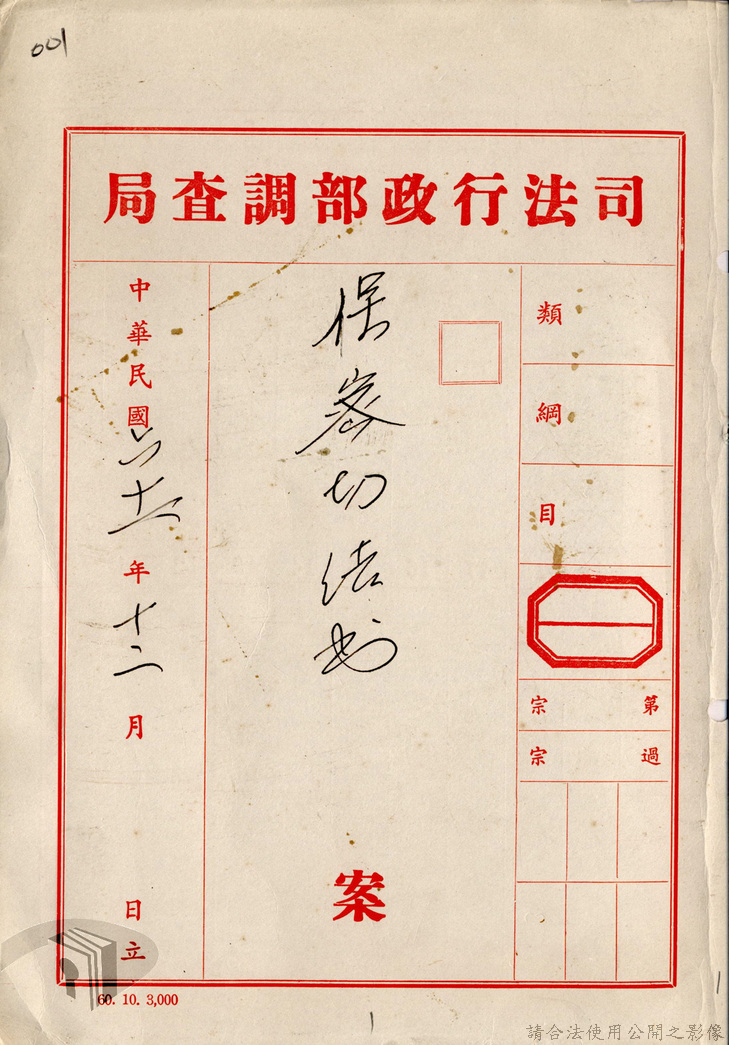 001
司法行政部調查局
類
綱
目
第 宗
過 宗
保密切結書
案
中華民國六十一年十二月 日立
60. 10. 3,000
請合法使用公開之影像